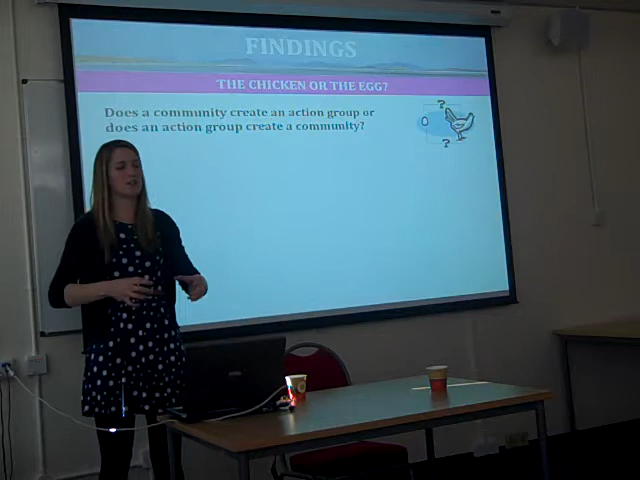 FINDINGS
THE CHICKEN OR THE EGG?
Does a community create an action group or
does an action group create a community?
?
?